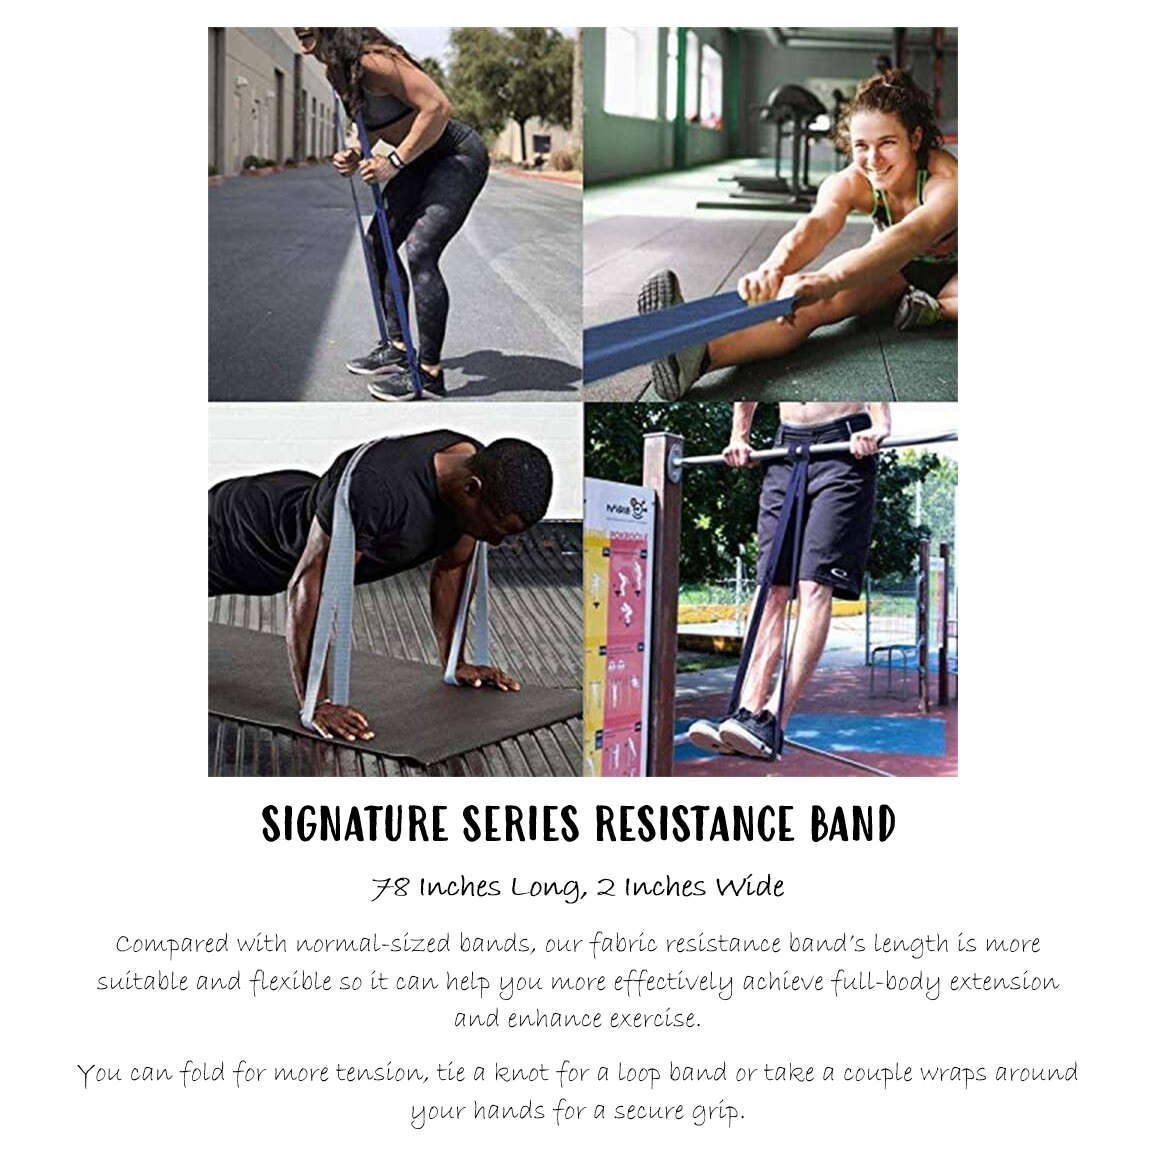 POKROČILÉ
SIGNATURE SERIES RESISTANCE BAND
78 Inches Long, 2 Inches Wide
Compared with normal-sized bands, our fabric resistance band's length is more
suitable and flexible so it can help you more effectively achieve full-body extension
and enhance exercise.
You can fold for more tension, tie a knot for a loop band or take a couple wraps around
your hands for a secure grip.